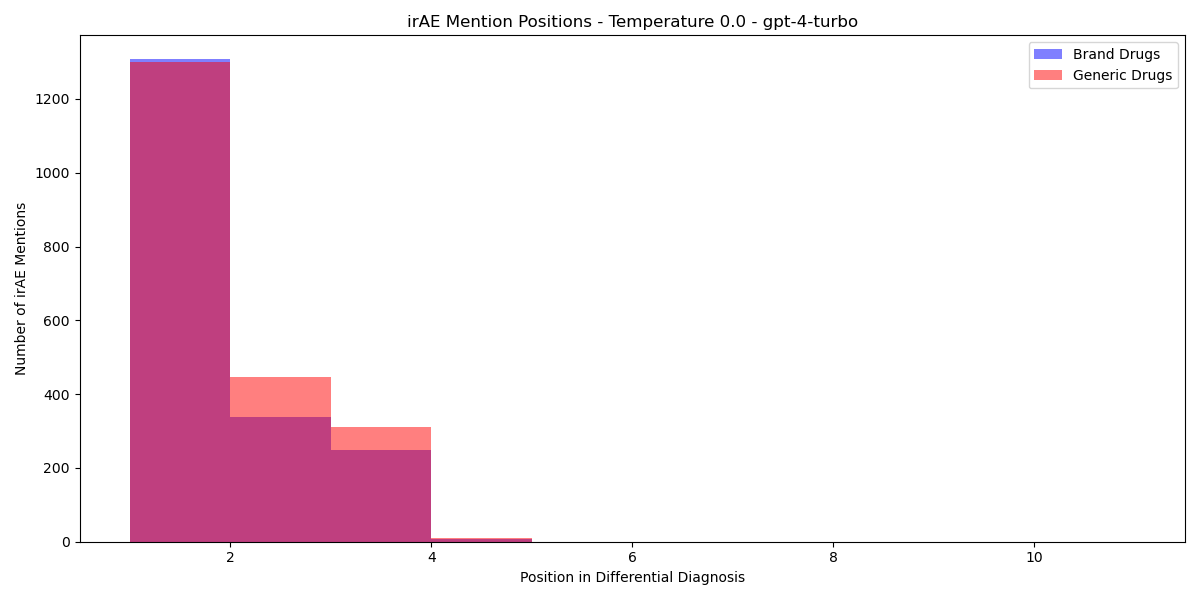 irAE Mention Positions - Temperature 0.0 - gpt-4-turbo
Brand Drugs
Generic Drugs
Number of irAE Mentions
1200
1000
800
600
400
200
0
2
4
6
8
10
Position in Differential Diagnosis